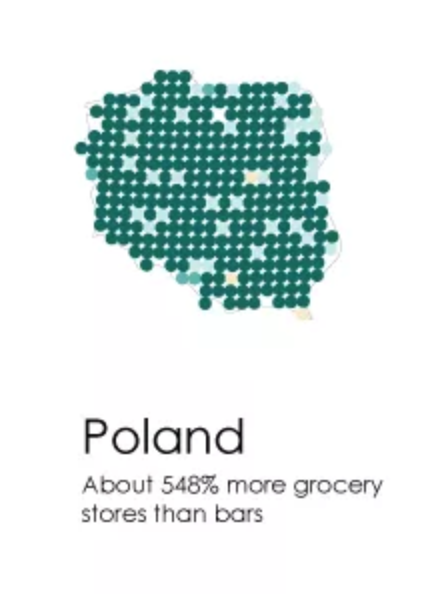 Poland
About 548% more grocery
stores than bars